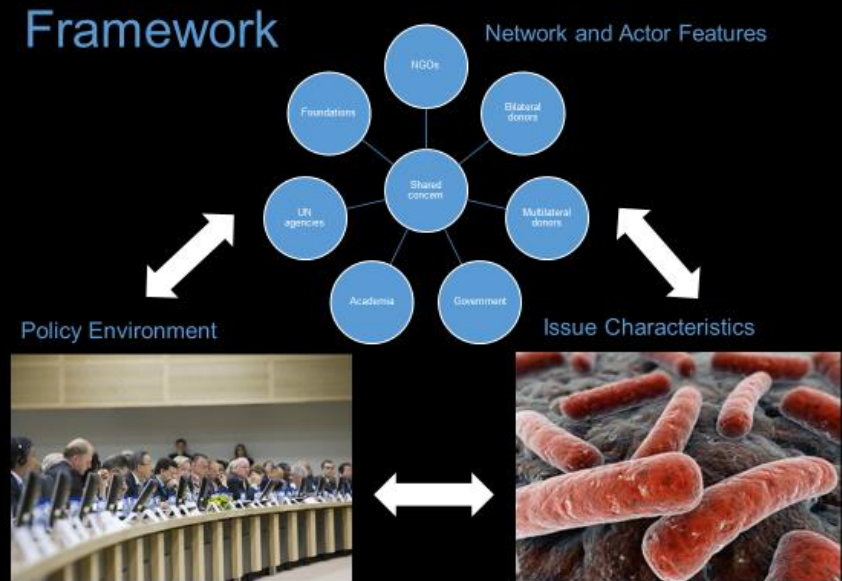 Framework
Network and Actor Features
NGOs
Foundations
Bilateral
donors
Shared
concern
UN
agencies
Multilateral
donors
Academia
Government
Policy Environment
Issue Characteristics